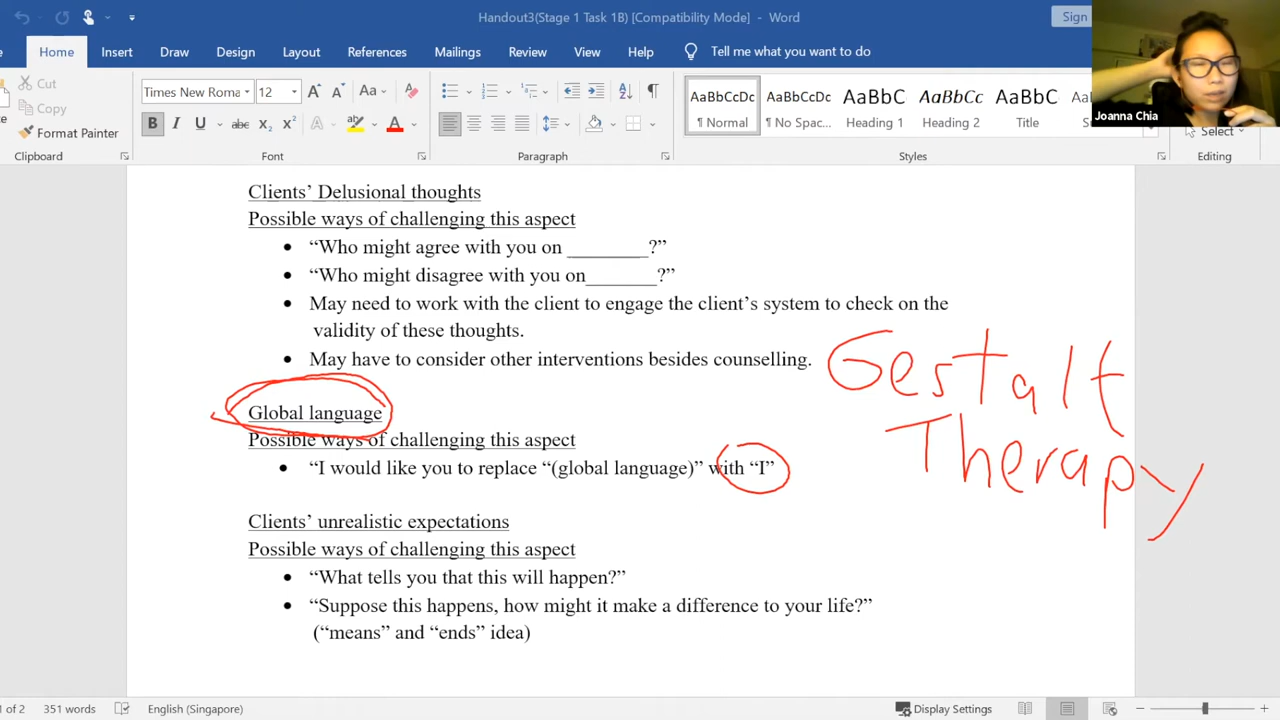 Handout3(Stage 1 Task 1B) [Compatibility Mode] - Word
Sign
Home Insert Draw Design Layout References Mailings Review View Help Tell me what you want to do
Cut
Copy
Format Painter
Clipboard
Times New Roma 12
Font
Paragraph
AaBbCcDc AaBbCcDc AaBbC AaBbCc AaBbC
¶ Normal ¶ No Spac... Heading 1 Heading 2 Title
Styles
Select
Editing
Joanna Chia
Clients’ Delusional thoughts
Possible ways of challenging this aspect
• “Who might agree with you on ________?”
• “Who might disagree with you on_______?”
• May need to work with the client to engage the client’s system to check on the
validity of these thoughts.
• May have to consider other interventions besides counselling.
Gestalt
Therapy
Global language
Possible ways of challenging this aspect
• “I would like you to replace “(global language)” with “I”
Clients’ unrealistic expectations
Possible ways of challenging this aspect
• “What tells you that this will happen?”
• “Suppose this happens, how might it make a difference to your life?”
(“means” and “ends” idea)
1 of 2 351 words English (Singapore) Display Settings